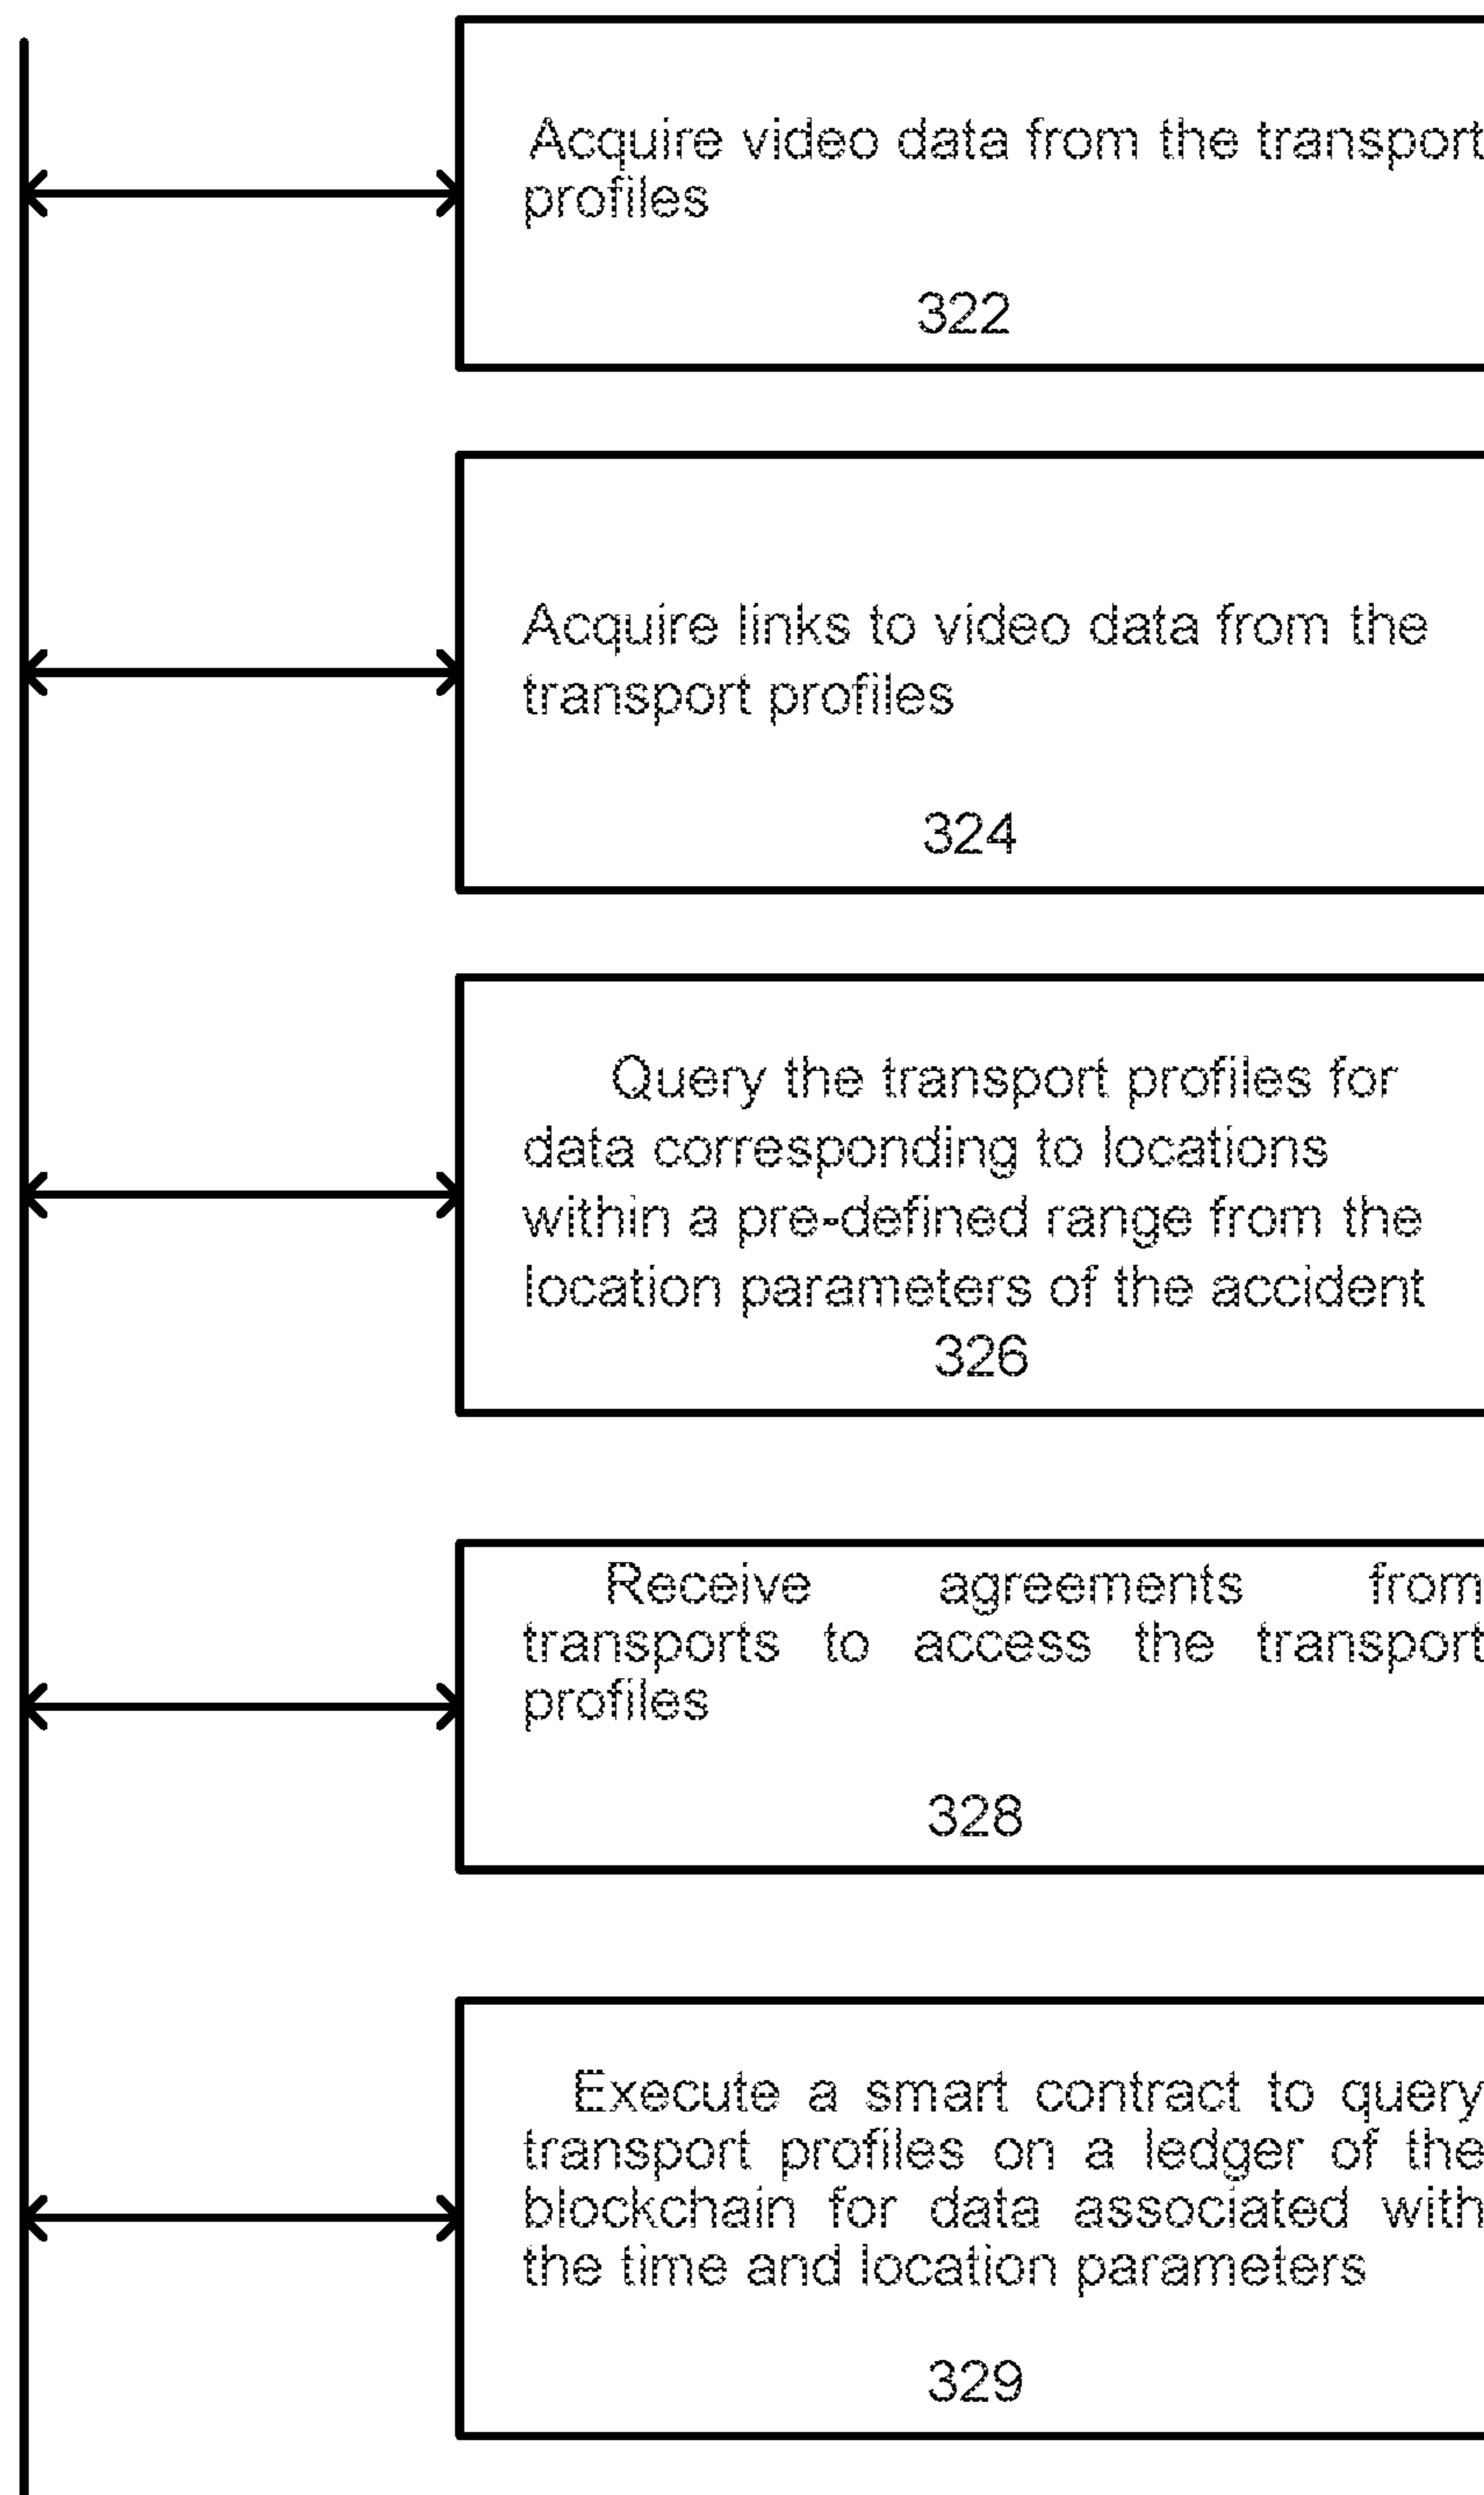 Acquire video data from the transport
profiles
322
Acquire links to video data from the
transport profiles
324
Query the transport profiles for
data corresponding to locations
within a pre-defined range from the
location parameters of the accident
326
Receive agreements from
transports to access the transport
profiles
328
Execute a smart contract to query
transport profiles on a ledger of the
blockchain for data associated with
the time and location parameters
329